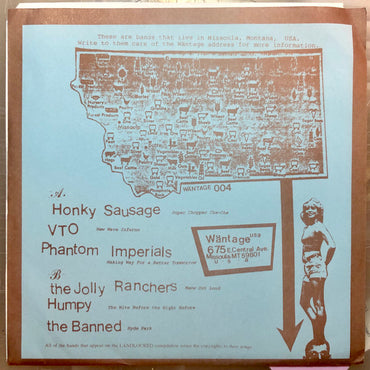 These are bands that live in Missoula, Montana, USA.
Write to them care of the Wäntage address for more information.
Missoula
WÄNTAGE 004
A.
Honky Sausage Super Chopped Chevite
VTO New Wave Inferno
Phantom Imperials
Making Way For a Better Tomorrow
Wäntage USA
675 E.Central Ave.
Missoula MT 59801
U S A
B
the Jolly Ranchers Hans Got Loud
Humpy The Nite Before the Night Before
the Banned Hyde Park
All of the bands that appear on the LANDLOCKED compilation retain the copyrights to their songs.